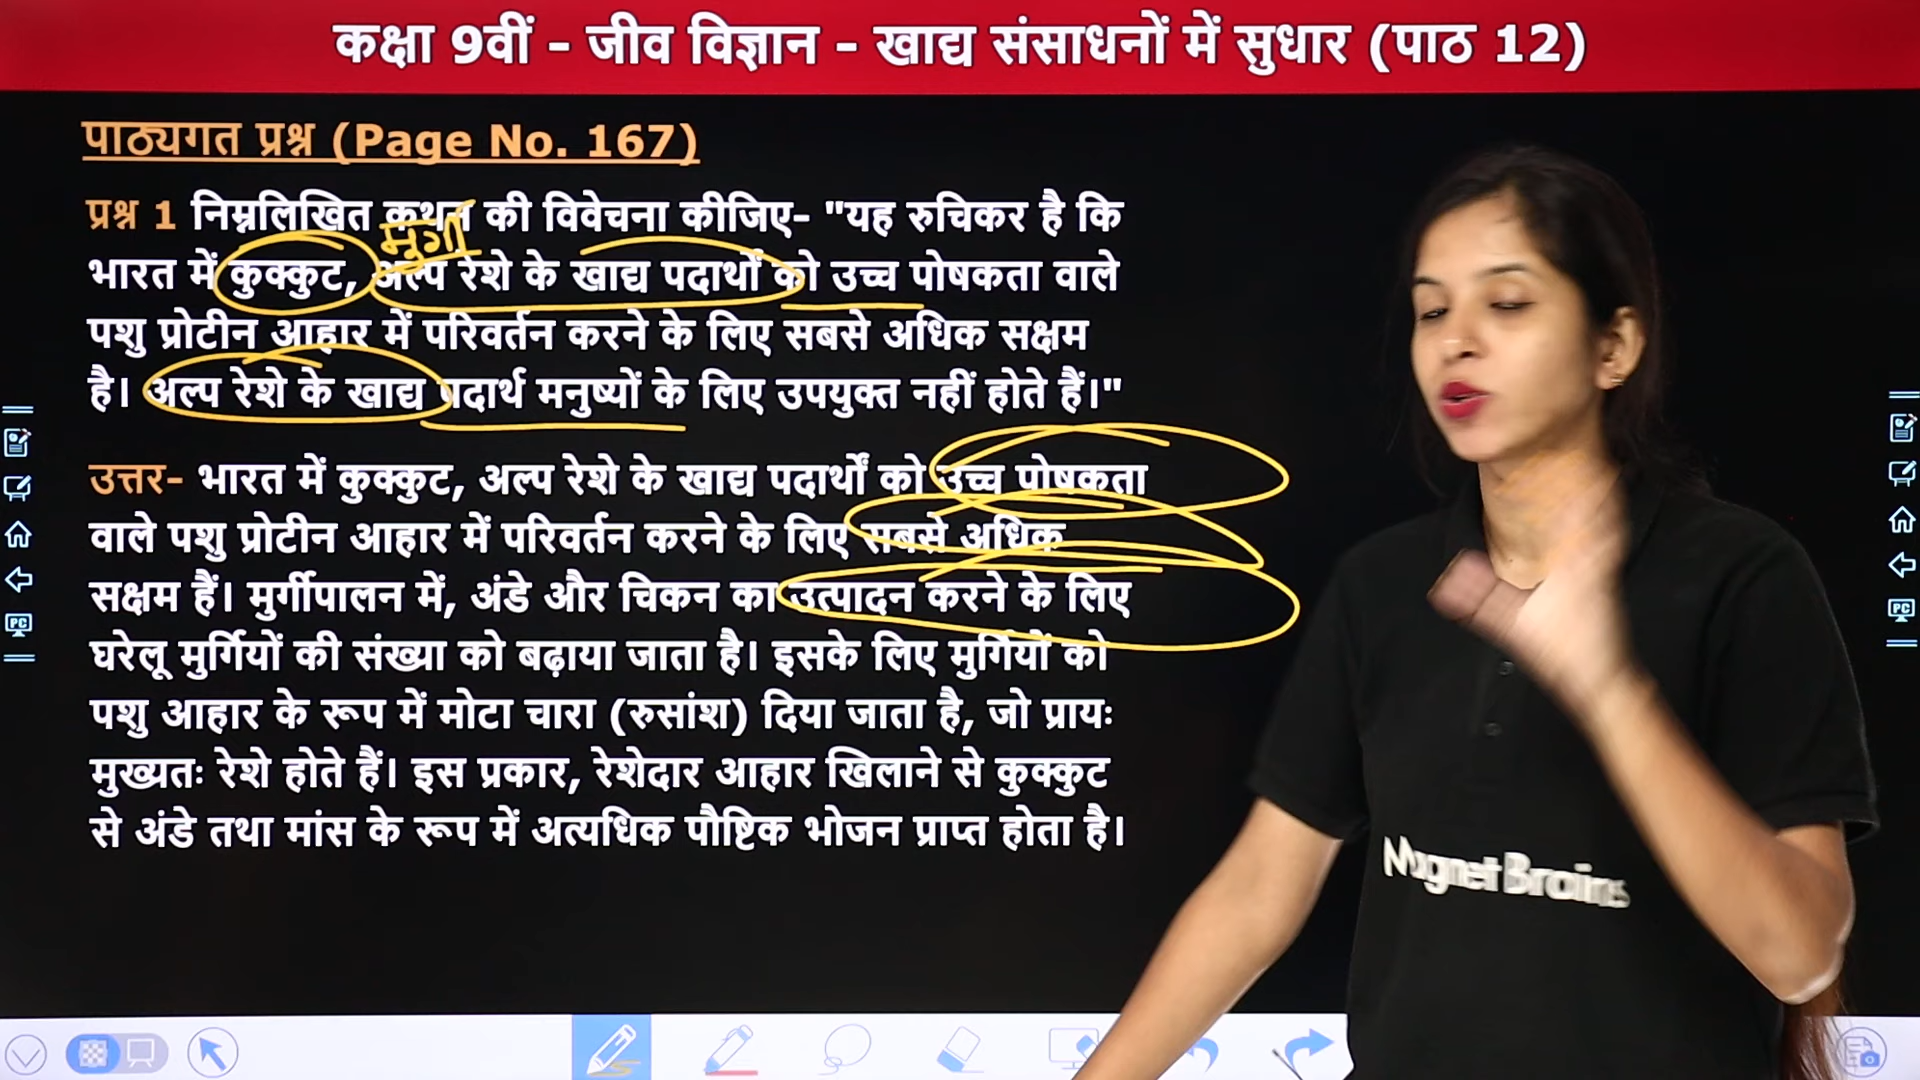 कक्षा 9वीं - जीव विज्ञान - खाद्य संसाधनों में सुधार (पाठ 12)
पाठ्यगत प्रश्न (Page No. 167)
प्रश्न 1 निम्नलिखित कथन की विवेचना कीजिए- "यह रुचिकर है कि
मुर्गी
भारत में कुक्कुट, अल्प रेशे के खाद्य पदार्थों को उच्च पोषकता वाले
पशु प्रोटीन आहार में परिवर्तन करने के लिए सबसे अधिक सक्षम
है। अल्प रेशे के खाद्य पदार्थ मनुष्यों के लिए उपयुक्त नहीं होते हैं।"
उत्तर- भारत में कुक्कुट, अल्प रेशे के खाद्य पदार्थों को उच्च पोषकता
वाले पशु प्रोटीन आहार में परिवर्तन करने के लिए सबसे अधिक
सक्षम हैं। मुर्गीपालन में, अंडे और चिकन का उत्पादन करने के लिए
घरेलू मुर्गियों की संख्या को बढ़ाया जाता है। इसके लिए मुर्गियों को
पशु आहार के रूप में मोटा चारा (रुसांश) दिया जाता है, जो प्रायः
मुख्यतः रेशे होते हैं। इस प्रकार, रेशेदार आहार खिलाने से कुक्कुट
से अंडे तथा मांस के रूप में अत्यधिक पौष्टिक भोजन प्राप्त होता है।
Magnet Brains
PC
PC